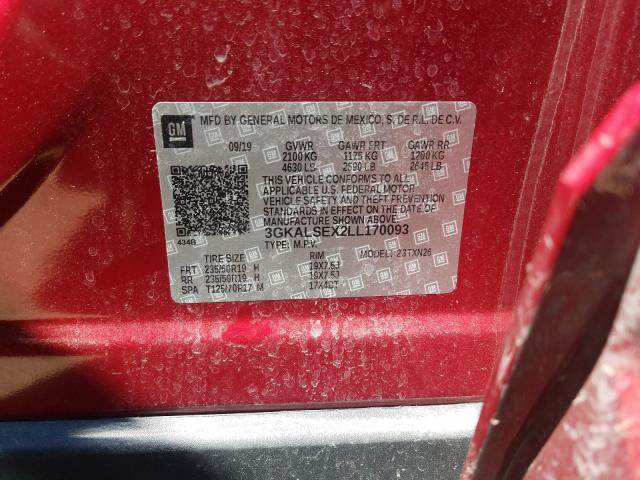 GM
MFD BY GENERAL MOTORS DE MEXICO, S. DE R.L. DE C.V.
09/19 GVWR GAWR FRT GAWR RR
2100 KG 1175 KG 1200 KG
4630 LB 2590 LB 2645 LB
THIS VEHICLE CONFORMS TO ALL
APPLICABLE U.S. FEDERAL MOTOR
VEHICLE SAFETY AND THEFT PREVENTION
STANDARDS IN EFFECT ON THE DATE OF
MANUFACTURE SHOWN ABOVE.
3GKALSEX2LL170093
434B TYPE: M.P.V. MODEL: 23TXN26
TIRE SIZE RIM
FRT 235/50R19 H 19X7.5J
RR 235/50R19 H 19X7.5J
SPA T125/70R17 M 17X4BT